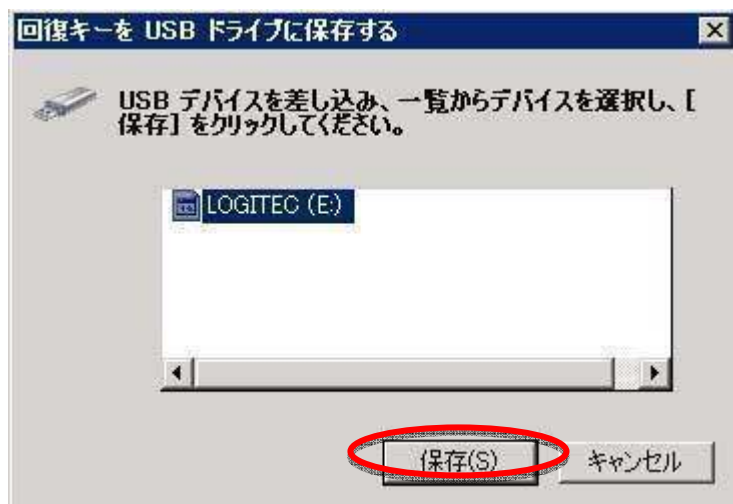 回復キーを USB ドライブに保存する
USB デバイスを差し込み、一覧からデバイスを選択し、[
保存] をクリックしてください。
LOGITEC (E:)
保存(S)
キャンセル